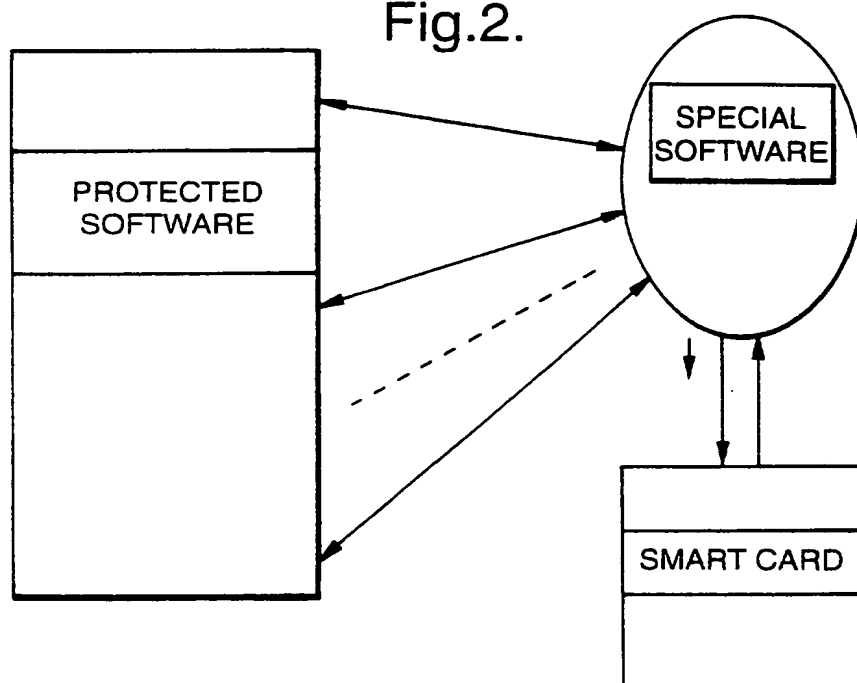 Fig.2.
SPECIAL
SOFTWARE
PROTECTED
SOFTWARE
SMART CARD